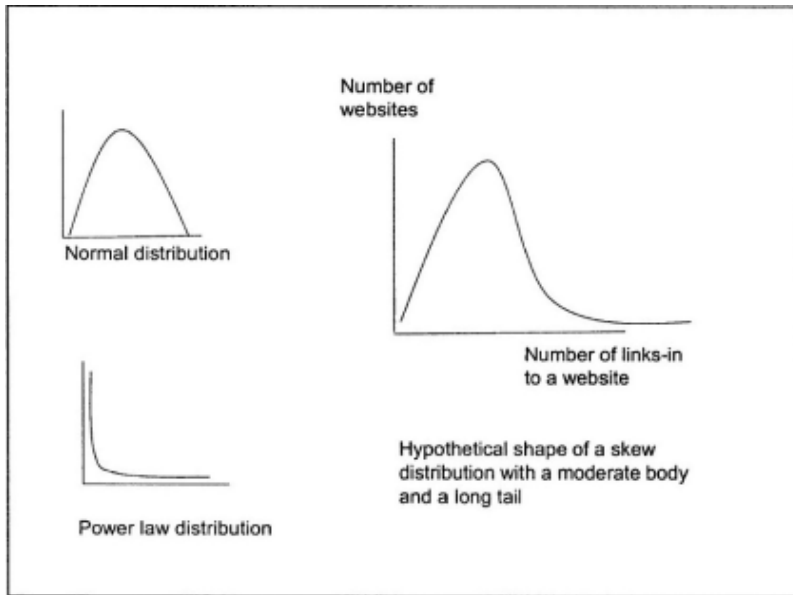 Number of
websites
Normal distribution
Number of links-in
to a website
Hypothetical shape of a skew
distribution with a moderate body
and a long tail
Power law distribution